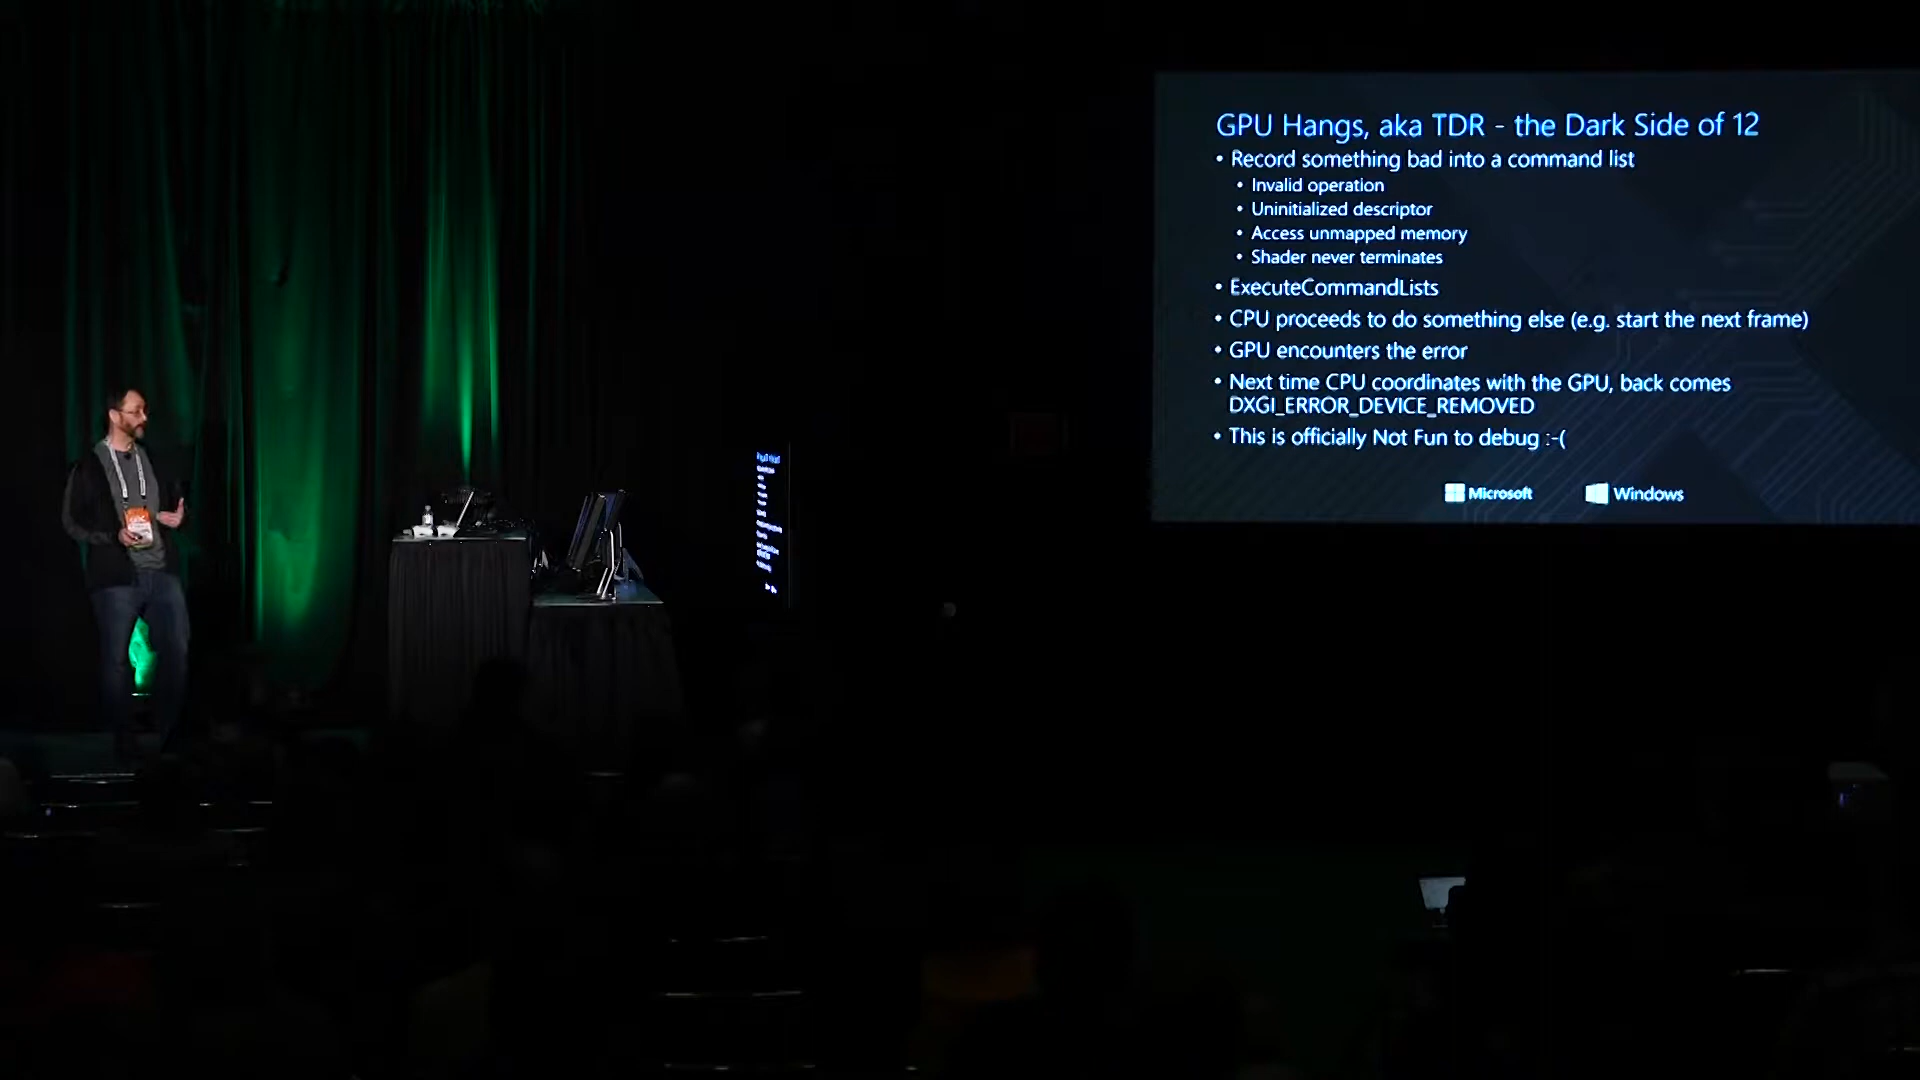 GPU Hangs, aka TDR - the Dark Side of 12
• Record something bad into a command list
• Invalid operation
• Uninitialized descriptor
• Access unmapped memory
• Shader never terminates
• ExecuteCommandLists
• CPU proceeds to do something else (e.g. start the next frame)
• GPU encounters the error
• Next time CPU coordinates with the GPU, back comes
DXGI_ERROR_DEVICE_REMOVED
• This is officially Not Fun to debug :-(
Microsoft Windows